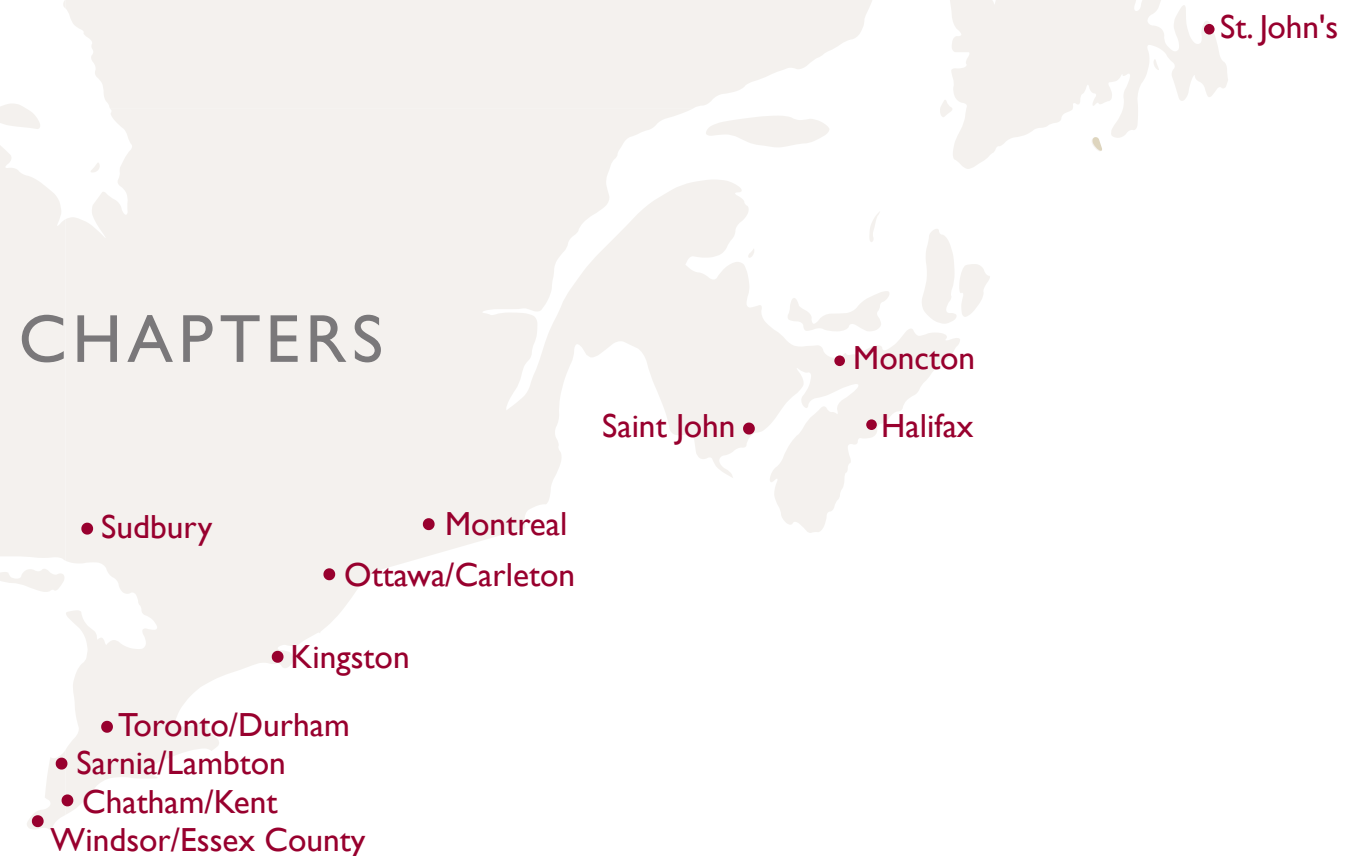 St. John's
CHAPTERS
Moncton
Saint John
Halifax
Sudbury
Montreal
Ottawa/Carleton
Kingston
Toronto/Durham
Sarnia/Lambton
Chatham/Kent
Windsor/Essex County